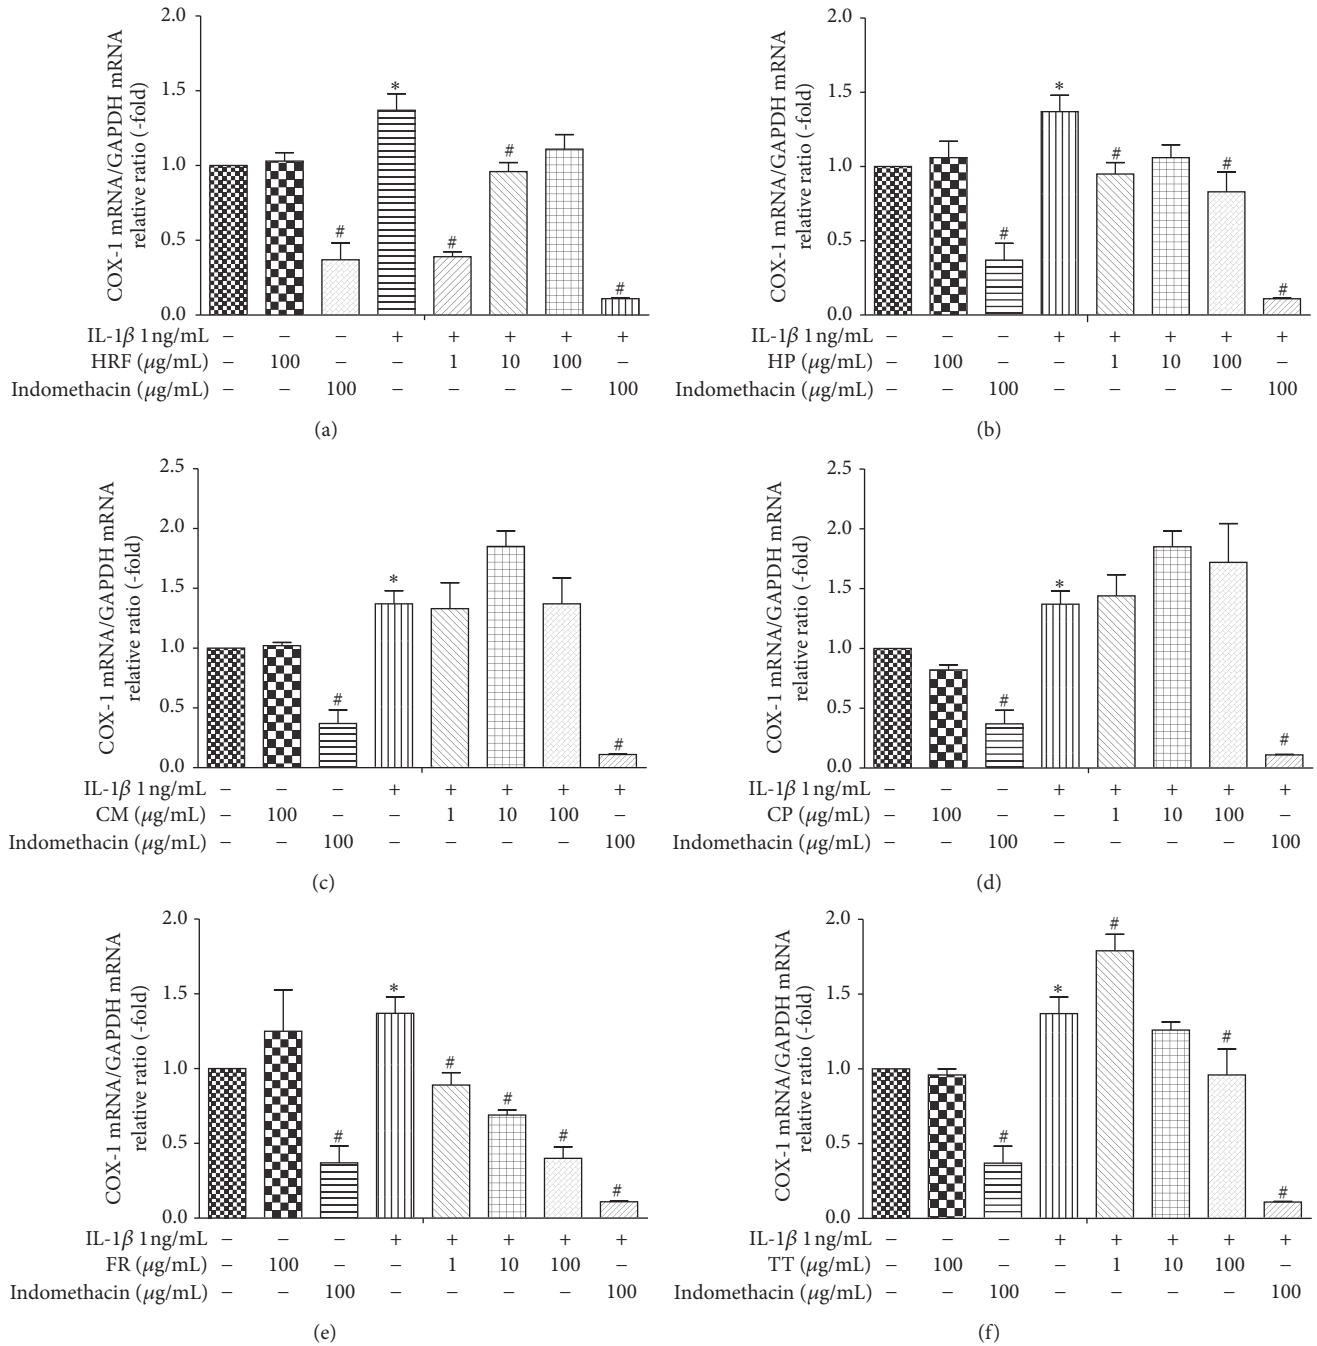 COX-1 mRNA/GAPDH mRNA
relative ratio (-fold)
2.0
1.5
1.0
0.5
0.0
# * # # #
IL-1β 1 ng/mL − − − + + + + +
HRF (μg/mL) − 100 − − 1 10 100 −
Indomethacin (μg/mL) − − 100 − − − − 100
(a)
COX-1 mRNA/GAPDH mRNA
relative ratio (-fold)
2.0
1.5
1.0
0.5
0.0
# * # # #
IL-1β 1 ng/mL − − − + + + + +
HP (μg/mL) − 100 − − 1 10 100 −
Indomethacin (μg/mL) − − 100 − − − − 100
(b)
COX-1 mRNA/GAPDH mRNA
relative ratio (-fold)
2.5
2.0
1.5
1.0
0.5
0.0
# * #
IL-1β 1 ng/mL − − − + + + + +
CM (μg/mL) − 100 − − 1 10 100 −
Indomethacin (μg/mL) − − 100 − − − − 100
(c)
COX-1 mRNA/GAPDH mRNA
relative ratio (-fold)
2.5
2.0
1.5
1.0
0.5
0.0
# * #
IL-1β 1 ng/mL − − − + + + + +
CP (μg/mL) − 100 − − 1 10 100 −
Indomethacin (μg/mL) − − 100 − − − − 100
(d)
COX-1 mRNA/GAPDH mRNA
relative ratio (-fold)
2.0
1.5
1.0
0.5
0.0
# * # # # #
IL-1β 1 ng/mL − − − + + + + +
FR (μg/mL) − 100 − − 1 10 100 −
Indomethacin (μg/mL) − − 100 − − − − 100
(e)
COX-1 mRNA/GAPDH mRNA
relative ratio (-fold)
2.0
1.5
1.0
0.5
0.0
# * # # #
IL-1β 1 ng/mL − − − + + + + +
TT (μg/mL) − 100 − − 1 10 100 −
Indomethacin (μg/mL) − − 100 − − − − 100
(f)